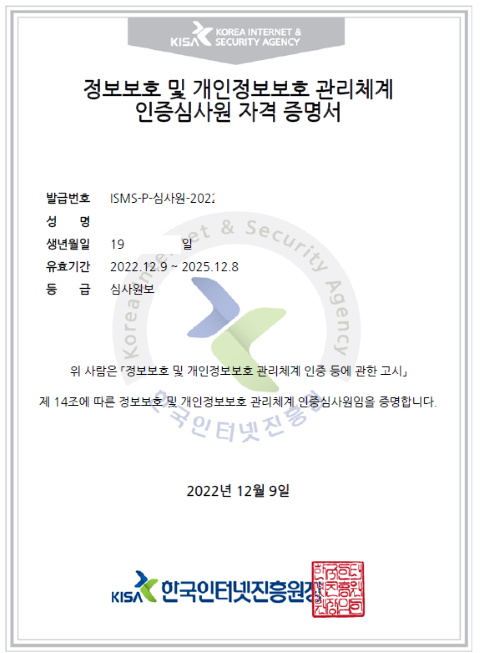 KISA KOREA INTERNET &
SECURITY AGENCY
정보보호 및 개인정보보호 관리체계
인증심사원 자격 증명서
발급번호 ISMS-P-심사원-2022
성 명
생년월일 19 일
유효기간 2022.12.9 ~ 2025.12.8
등 급 심사원보
Korea Internet & Security Agency
위 사람은 「정보보호 및 개인정보보호 관리체계 인증 등에 관한 고시」
제 14조에 따른 정보보호 및 개인정보보호 관리체계 인증심사원임을 증명합니다.
한국인터넷진흥원
2022년 12월 9일
KISA 한국인터넷진흥원장